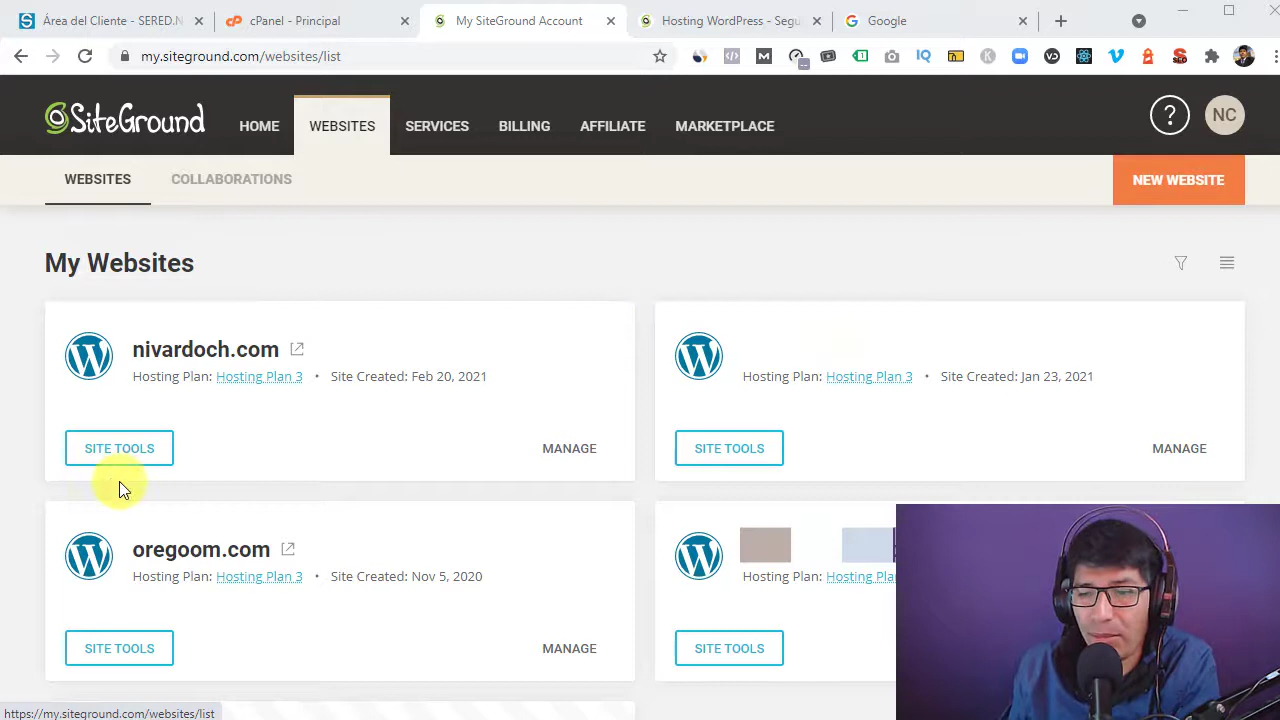 Área del Cliente - SERED.N
cPanel - Principal
My SiteGround Account
Hosting WordPress - Segu
Google
my.siteground.com/websites/list
SiteGround
HOME
WEBSITES
SERVICES
BILLING
AFFILIATE
MARKETPLACE
?
NC
WEBSITES
COLLABORATIONS
NEW WEBSITE
My Websites
nivardoch.com
Hosting Plan: Hosting Plan 3 • Site Created: Feb 20, 2021
SITE TOOLS
MANAGE
Hosting Plan: Hosting Plan 3 • Site Created: Jan 23, 2021
SITE TOOLS
MANAGE
oregoom.com
Hosting Plan: Hosting Plan 3 • Site Created: Nov 5, 2020
SITE TOOLS
MANAGE
Hosting Plan: Hosting Pla
SITE TOOLS
https://my.siteground.com/websites/list